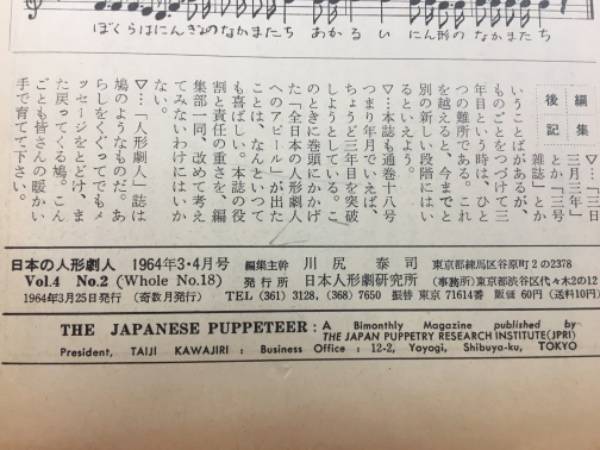 ぼくらはにんぎょのなかまたち あかるい にん形の なかまたち
編集
後記
▽…「三日
三月三年」
とか「三号
雑誌」とか
いうことばがあるが、
ものごとをつづけて三
年目という時は、ひと
つの難所である。これ
を越えると、今までと
別の新しい段階にはい
るといえよう。
▽…本誌も通巻十八号
つまり年月でいえば、
ちょうど三年目を突破
しようとしている。こ
のときに巻頭にかかげ
た「全日本の人形劇人
へのアピール」が出た
ことは、なんといって
も喜ばしい。本誌の役
割と責任の重さを、編
集部一同、改めて考え
てみないわけにはいか
ない。
▽…「人形劇人」誌は
鳩のようなものだ。あ
らしをくぐってでもメ
ッセージをとどけ、ま
た戻ってくる鳩。こん
ごとも皆さんの暖かい
手で育てて下さい。
日本の人形劇人 1964年3・4月号 編集主幹 川尻泰司 東京都練馬区谷原町2の2378
Vol.4 No.2 (Whole No.18) 発行所 日本人形劇研究所 (事務所)東京都渋谷区代々木2の12
1964年3月25日発行 (奇数月発行) TEL (361) 3128, (368) 7650 振替 東京 71614番 販価 60円 (送料10円)
THE JAPANESE PUPPETEER : A Bimonthly Magazine published by
THE JAPAN PUPPETRY RESEARCH INSTITUTE(JPRI)
President, TAIJI KAWAJIRI : Business Office : 12-2, Yoyogi, Shibuya-ku, TOKYO